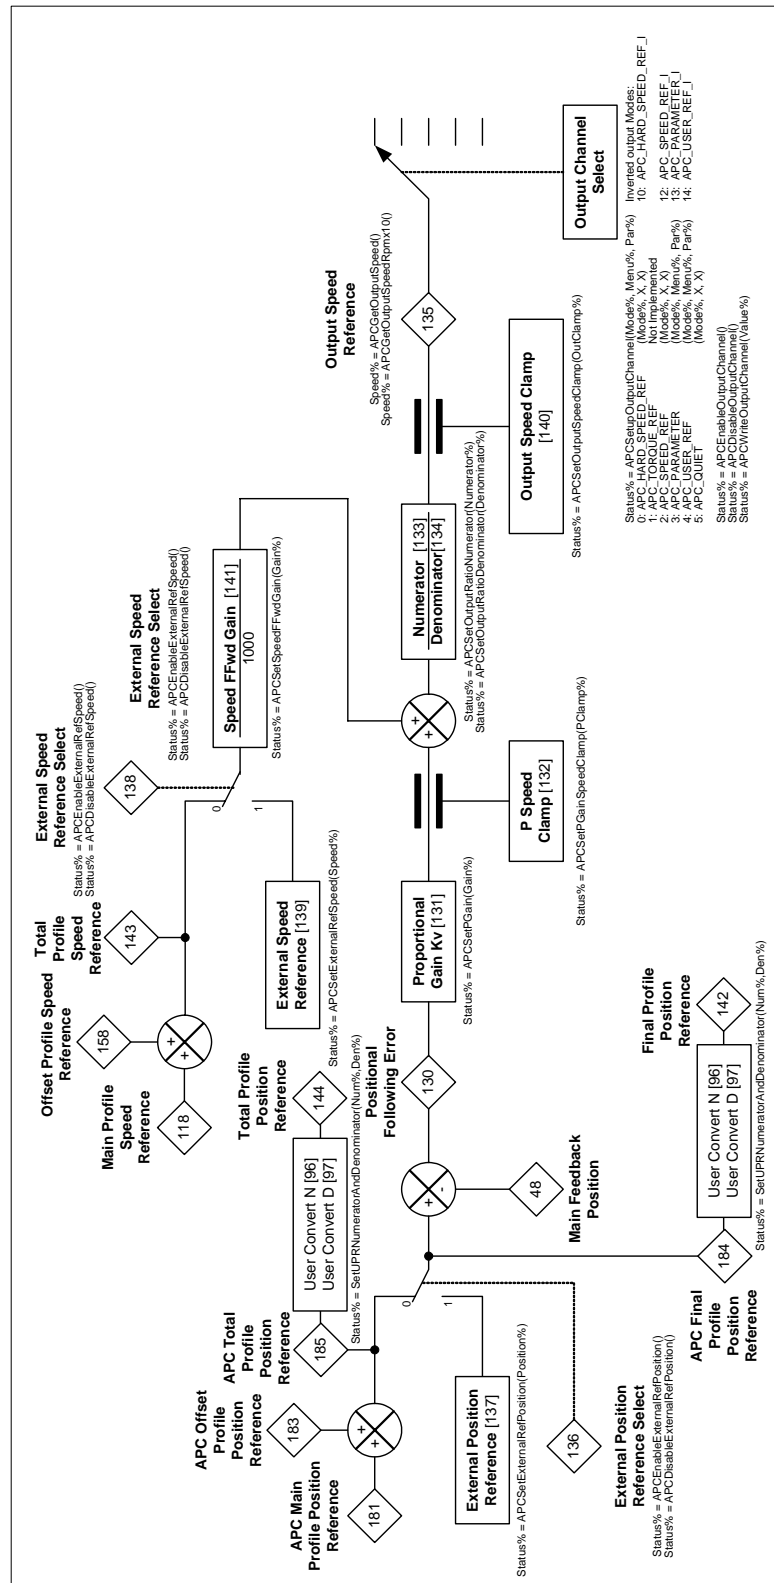 APC Main
Profile Position
Reference
181
APC Offset
Profile
Position
Reference
183
+
+
APC Total
Profile
Position
Reference
185
User Convert N [96]
User Convert D [97]
Status% = SetUPRNumeratorAndDenominator(Num%,Den%)
Total Profile
Position
Reference
144
External Position
Reference [137]
Status% = APCSetExternalRefPosition(Position%)
0
1
136
External Position
Reference Select
Status% = APCEnableExternalRefPosition()
Status% = APCDisableExternalRefPosition()
APC Final
Profile
Position
Reference
184
User Convert N [96]
User Convert D [97]
Status% = SetUPRNumeratorAndDenominator(Num%,Den%)
Final Profile
Position
Reference
142
+
-
48
Main Feedback
Position
Positional
Following Error
130
Proportional
Gain Kv [131]
Status% = APCSetPGain(Gain%)
P Speed
Clamp [132]
Status% = APCSetPGainSpeedClamp(PClamp%)
Main Profile
Speed
Reference
118
Offset Profile Speed
Reference
158
+
+
Total
Profile
Speed
Reference
143
External Speed
Reference [139]
Status% = APCSetExternalRefSpeed(Speed%)
0
1
External Speed
Reference Select
Status% = APCEnableExternalRefSpeed()
Status% = APCDisableExternalRefSpeed()
138
External Speed
Reference Select
Status% = APCEnableExternalRefSpeed()
Status% = APCDisableExternalRefSpeed()
Speed FFwd Gain [141]
1000
Status% = APCSetSpeedFFwdGain(Gain%)
+
+
Numerator [133]
Denominator[134]
Status% = APCSetOutputRatioNumerator(Numerator%)
Status% = APCSetOutputRatioDenominator(Denominator%)
Output Speed Clamp
[140]
Status% = APCSetOutputSpeedClamp(OutClamp%)
Output Speed
Reference
Speed% = APCGetOutputSpeed()
Speed% = APCGetOutputSpeedRpmx10()
135
Output Channel
Select
Status% = APCSetupOutputChannel(Mode%, Menu%, Par%)
0: APC_HARD_SPEED_REF (Mode%, X, X)
1: APC_TORQUE_REF Not Implemented
2: APC_SPEED_REF (Mode%, X, X)
3: APC_PARAMETER (Mode%, Menu%, Par%)
4: APC_USER_REF (Mode%, Menu%, Par%)
5: APC_QUIET (Mode%, X, X)
Inverted output Modes:
10: APC_HARD_SPEED_REF_I
12: APC_SPEED_REF_I
13: APC_PARAMETER_I
14: APC_USER_REF_I
Status% = APCEnableOutputChannel()
Status% = APCDisableOutputChannel()
Status% = APCWriteOutputChannel(Value%)